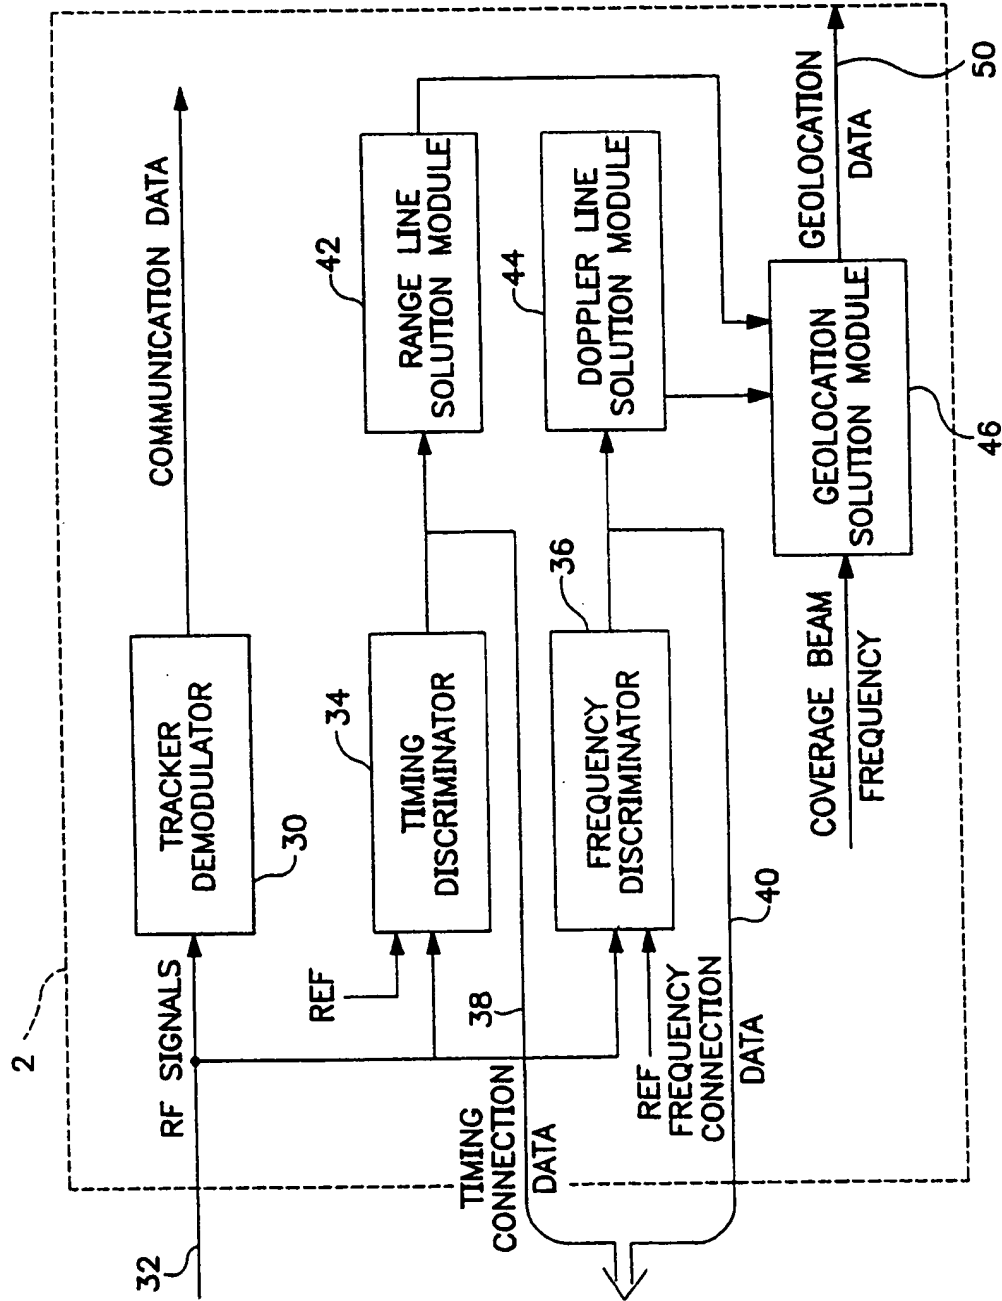 2
32
RF SIGNALS
TRACKER
DEMODULATOR
30
COMMUNICATION DATA
REF
TIMING
DISCRIMINATOR
34
RANGE LINE
SOLUTION MODULE
42
TIMING
CONNECTION
DATA
38
REF
FREQUENCY
DISCRIMINATOR
36
DOPPLER LINE
SOLUTION MODULE
44
FREQUENCY
CONNECTION
DATA
40
COVERAGE BEAM
FREQUENCY
GEOLOCATION
SOLUTION MODULE
46
GEOLOCATION
DATA
50